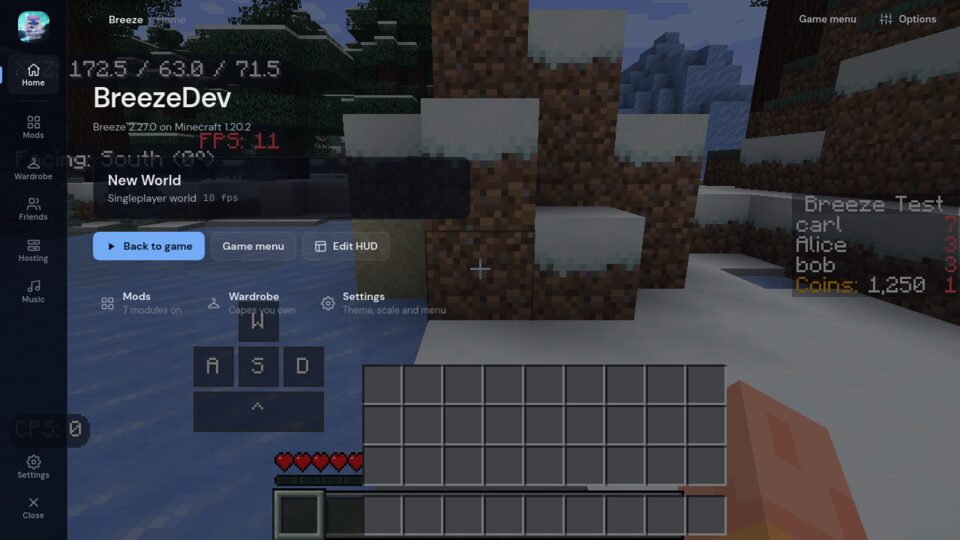 Breeze / Home
Game menu
Options
Home
172.5 / 63.0 / 71.5
BreezeDev
Breeze 2.27.0 on Minecraft 1.20.2
FPS: 11
Mods
Facing: South (0°)
Wardrobe
New World
Singleplayer world 10 fps
Friends
Breeze Test
carl 7
Alice 3
bob 3
Coins: 1,250 1
Back to game
Game menu
Edit HUD
Hosting
Music
Mods
7 modules on
Wardrobe
Capes you own
Settings
Theme, scale and menu
W
A S D
^
CPS: 0
Settings
Close